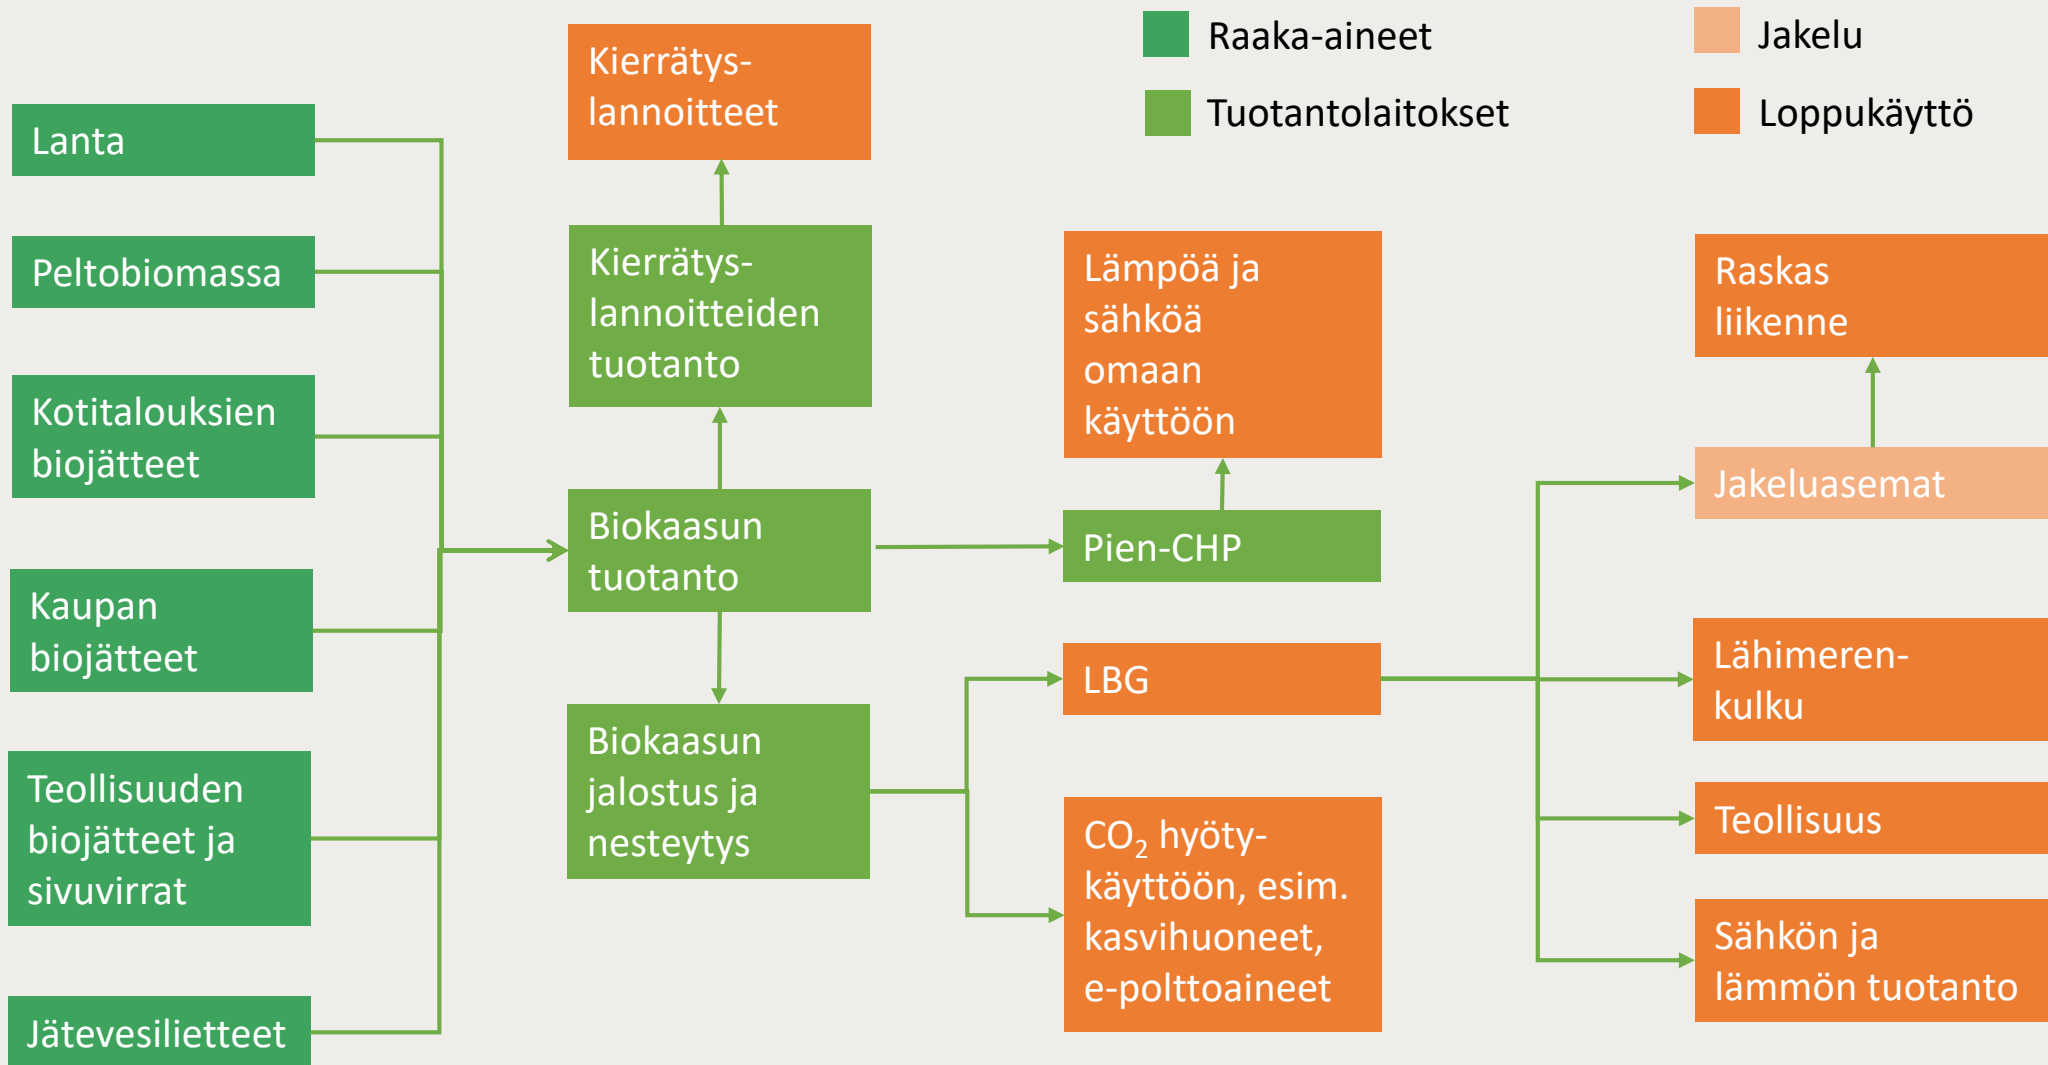 Raaka-aineet
Tuotantolaitokset
Jakelu
Loppukäyttö
Lanta
Peltobiomassa
Kotitalouksien
biojätteet
Kaupan
biojätteet
Teollisuuden
biojätteet ja
sivuvirrat
Jätevesilietteet
Kierrätys-
lannoitteet
Kierrätys-
lannoitteiden
tuotanto
Biokaasun
tuotanto
Biokaasun
jalostus ja
nesteytys
Lämpöä ja
sähköä
omaan
käyttöön
Pien-CHP
LBG
CO₂ hyöty-
käyttöön, esim.
kasvihuoneet,
e-polttoaineet
Raskas
liikenne
Jakeluasemat
Lähimeren-
kulku
Teollisuus
Sähkön ja
lämmön tuotanto